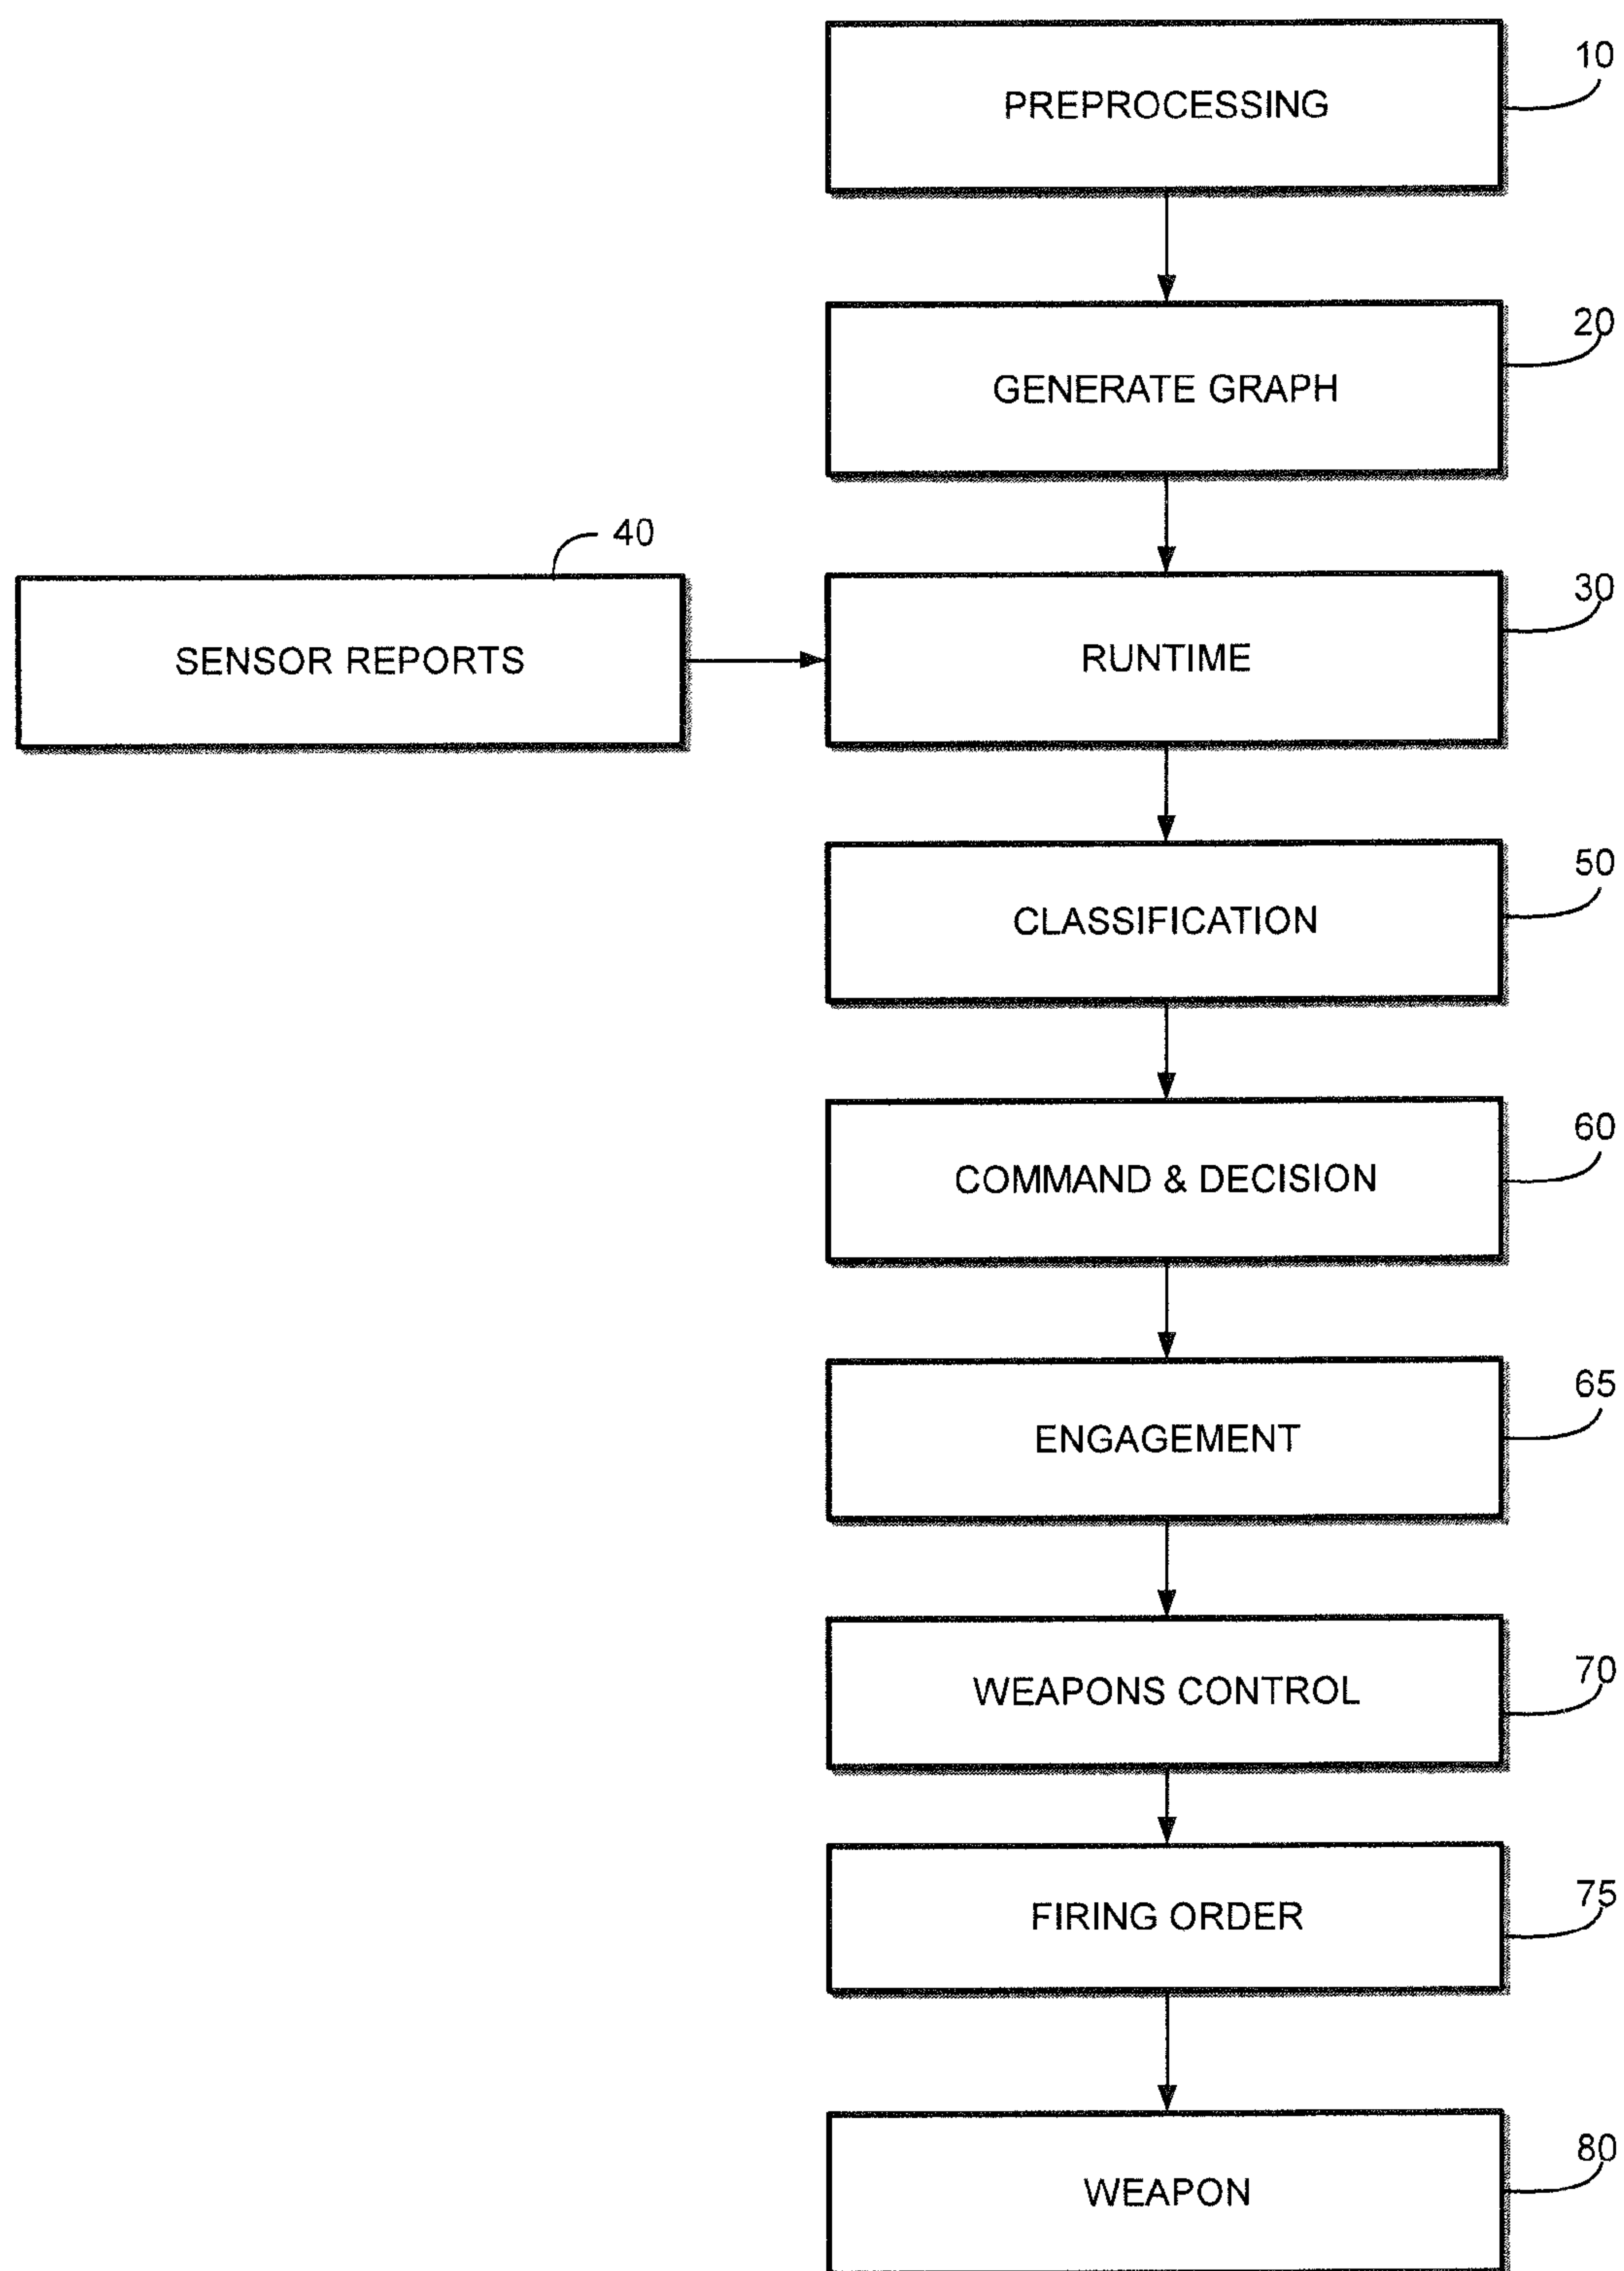 PREPROCESSING
10
GENERATE GRAPH
20
40
SENSOR REPORTS
RUNTIME
30
CLASSIFICATION
50
COMMAND & DECISION
60
ENGAGEMENT
65
WEAPONS CONTROL
70
FIRING ORDER
75
WEAPON
80